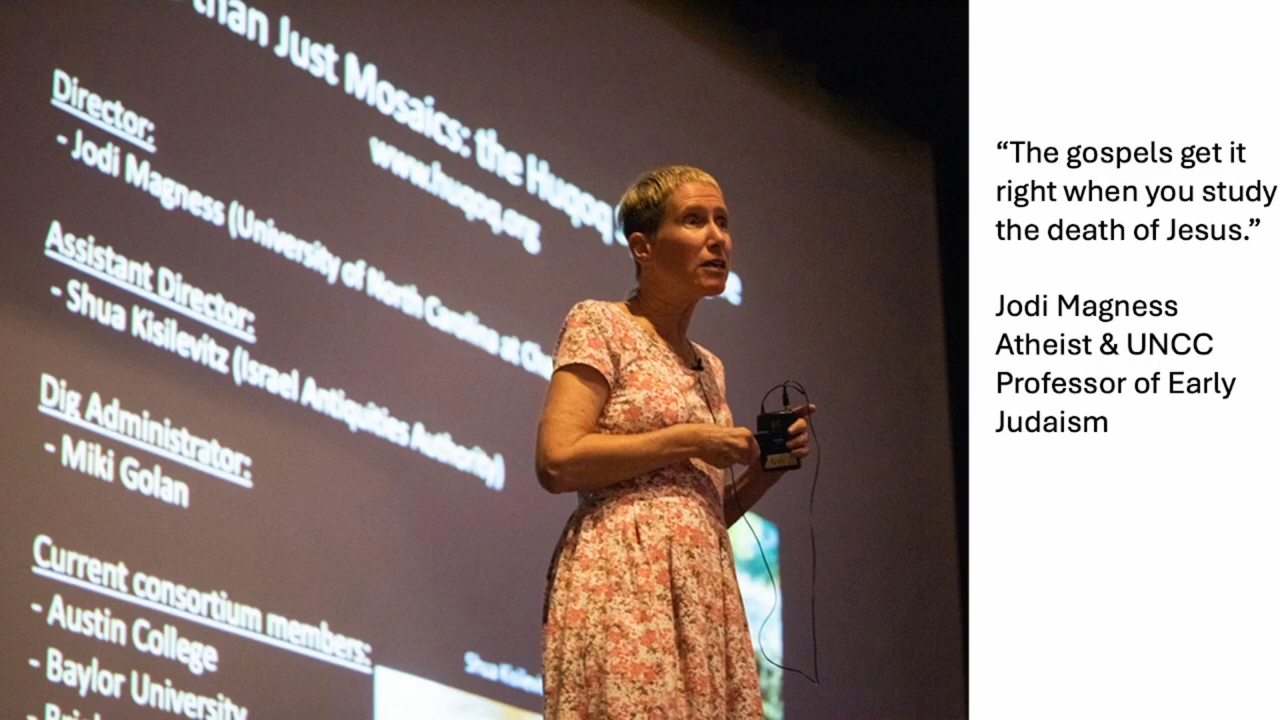 than Just Mosaics: the Huqoq
www.huqoq.org
Director:
- Jodi Magness (University of North Carolina at
Assistant Director:
- Shua Kisilevitz (Israel Antiquities Authority)
Dig Administrator:
- Miki Golan
Current consortium members:
- Austin College
- Baylor University
Shua
“The gospels get it
right when you study
the death of Jesus.”
Jodi Magness
Atheist & UNCC
Professor of Early
Judaism